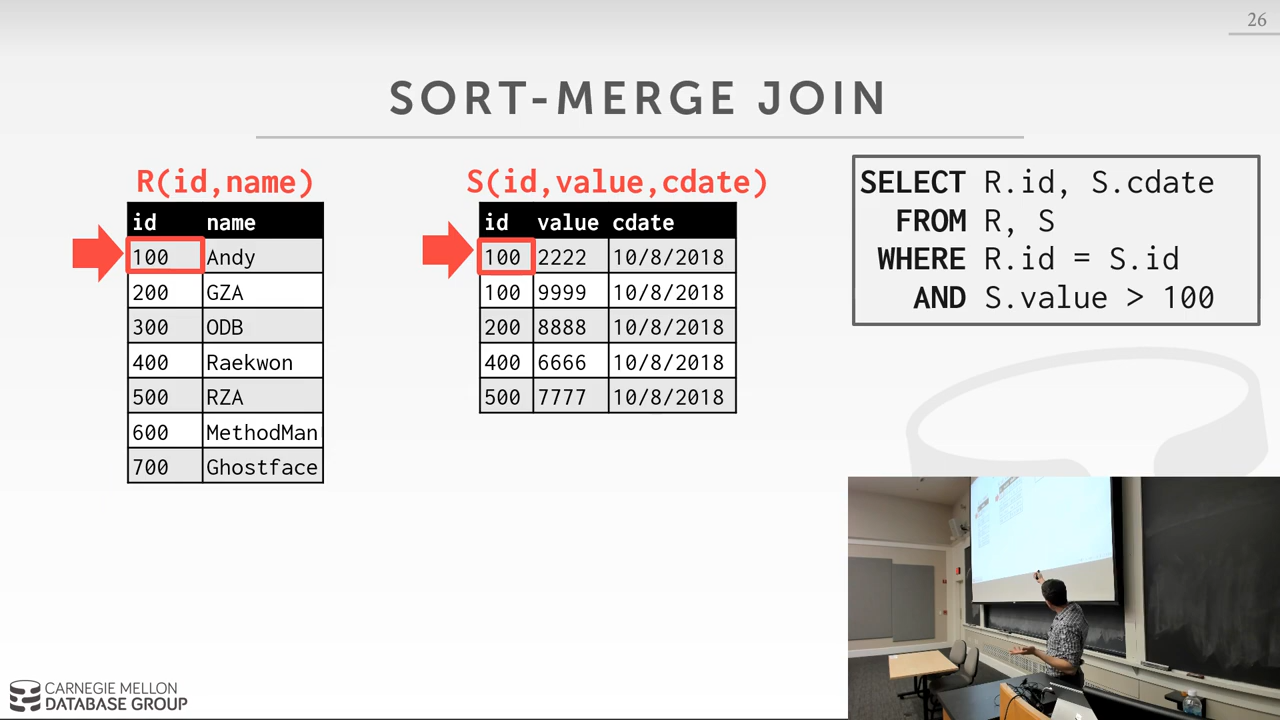 26
SORT-MERGE JOIN
R(id,name)
id name
100 Andy
200 GZA
300 ODB
400 Raekwon
500 RZA
600 MethodMan
700 Ghostface
S(id,value,cdate)
id value cdate
100 2222 10/8/2018
100 9999 10/8/2018
200 8888 10/8/2018
400 6666 10/8/2018
500 7777 10/8/2018
SELECT R.id, S.cdate
FROM R, S
WHERE R.id = S.id
AND S.value > 100
CARNEGIE MELLON
DATABASE GROUP